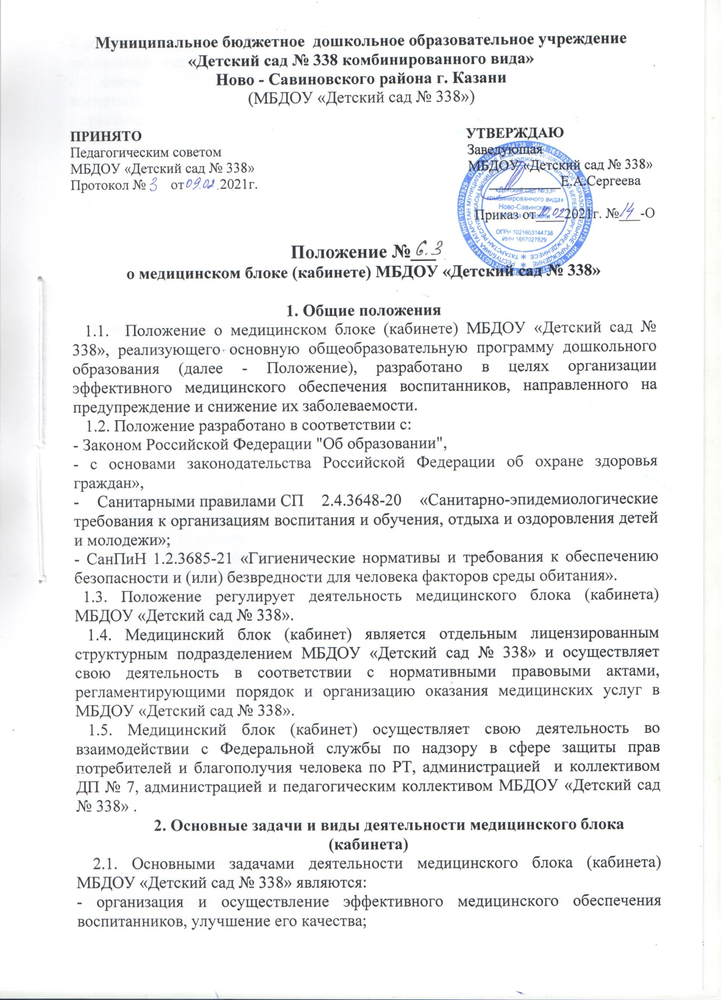 Муниципальное бюджетное дошкольное образовательное учреждение
«Детский сад № 338 комбинированного вида»
Ново - Савиновского района г. Казани
(МБДОУ «Детский сад № 338»)
ПРИНЯТО
Педагогическим советом
МБДОУ «Детский сад № 338»
Протокол № 3 от 09.02.2021г.
УТВЕРЖДАЮ
Заведующая
МБДОУ «Детский сад № 338»
____________Е.А.Сергеева
Приказ от 10.02 2021г. № 14 -О
«Детский сад №338
комбинированного вида»
Ново-Савинского
района г.Казани
ОГРН 1021603144738
ИНН 1657027829
Положение № 6.3
о медицинском блоке (кабинете) МБДОУ «Детский сад № 338»
1. Общие положения
1.1. Положение о медицинском блоке (кабинете) МБДОУ «Детский сад №
338», реализующего основную общеобразовательную программу дошкольного
образования (далее - Положение), разработано в целях организации
эффективного медицинского обеспечения воспитанников, направленного на
предупреждение и снижение их заболеваемости.
1.2. Положение разработано в соответствии с:
- Законом Российской Федерации "Об образовании",
- с основами законодательства Российской Федерации об охране здоровья
граждан»,
- Санитарными правилами СП 2.4.3648-20 «Санитарно-эпидемиологические
требования к организациям воспитания и обучения, отдыха и оздоровления детей
и молодежи»;
- СанПиН 1.2.3685-21 «Гигиенические нормативы и требования к обеспечению
безопасности и (или) безвредности для человека факторов среды обитания».
1.3. Положение регулирует деятельность медицинского блока (кабинета)
МБДОУ «Детский сад № 338».
1.4. Медицинский блок (кабинет) является отдельным лицензированным
структурным подразделением МБДОУ «Детский сад № 338» и осуществляет
свою деятельность в соответствии с нормативными правовыми актами,
регламентирующими порядок и организацию оказания медицинских услуг в
МБДОУ «Детский сад № 338».
1.5. Медицинский блок (кабинет) осуществляет свою деятельность во
взаимодействии с Федеральной службы по надзору в сфере защиты прав
потребителей и благополучия человека по РТ, администрацией и коллективом
ДП № 7, администрацией и педагогическим коллективом МБДОУ «Детский сад
№ 338» .
2. Основные задачи и виды деятельности медицинского блока
(кабинета)
2.1. Основными задачами деятельности медицинского блока (кабинета)
МБДОУ «Детский сад № 338» являются:
- организация и осуществление эффективного медицинского обеспечения
воспитанников, улучшение его качества;